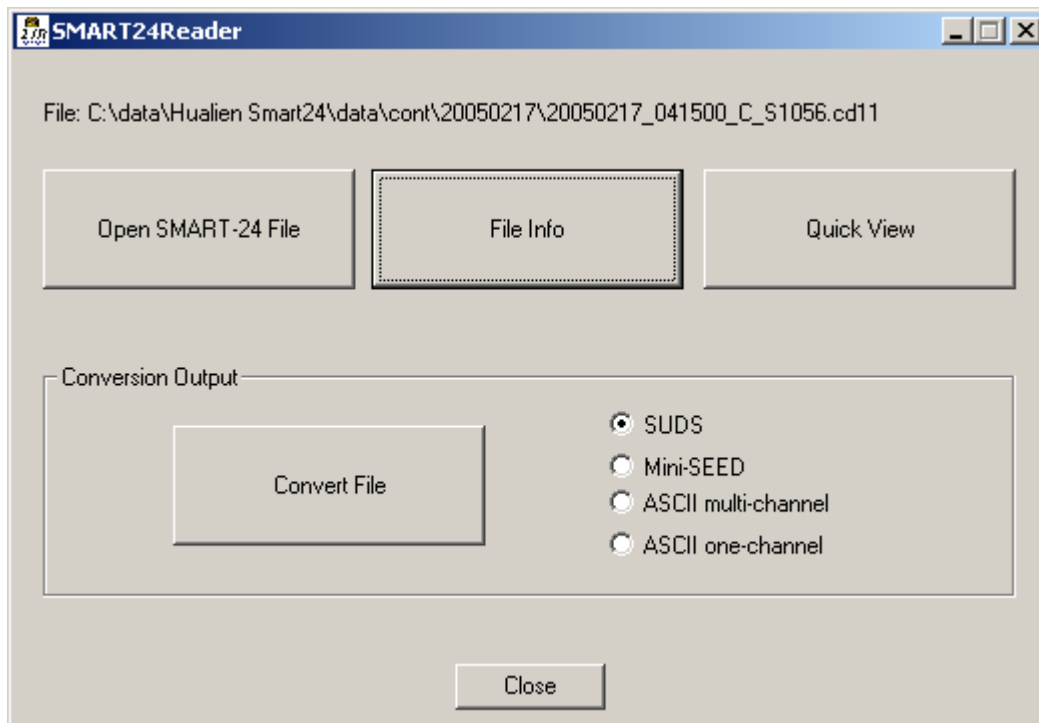 SMART24Reader
File: C:\data\Hualien Smart24\data\cont\20050217\20050217_041500_C_S1056.cd11
Open SMART-24 File
File Info
Quick View
Conversion Output
Convert File
SUDS
Mini-SEED
ASCII multi-channel
ASCII one-channel
Close